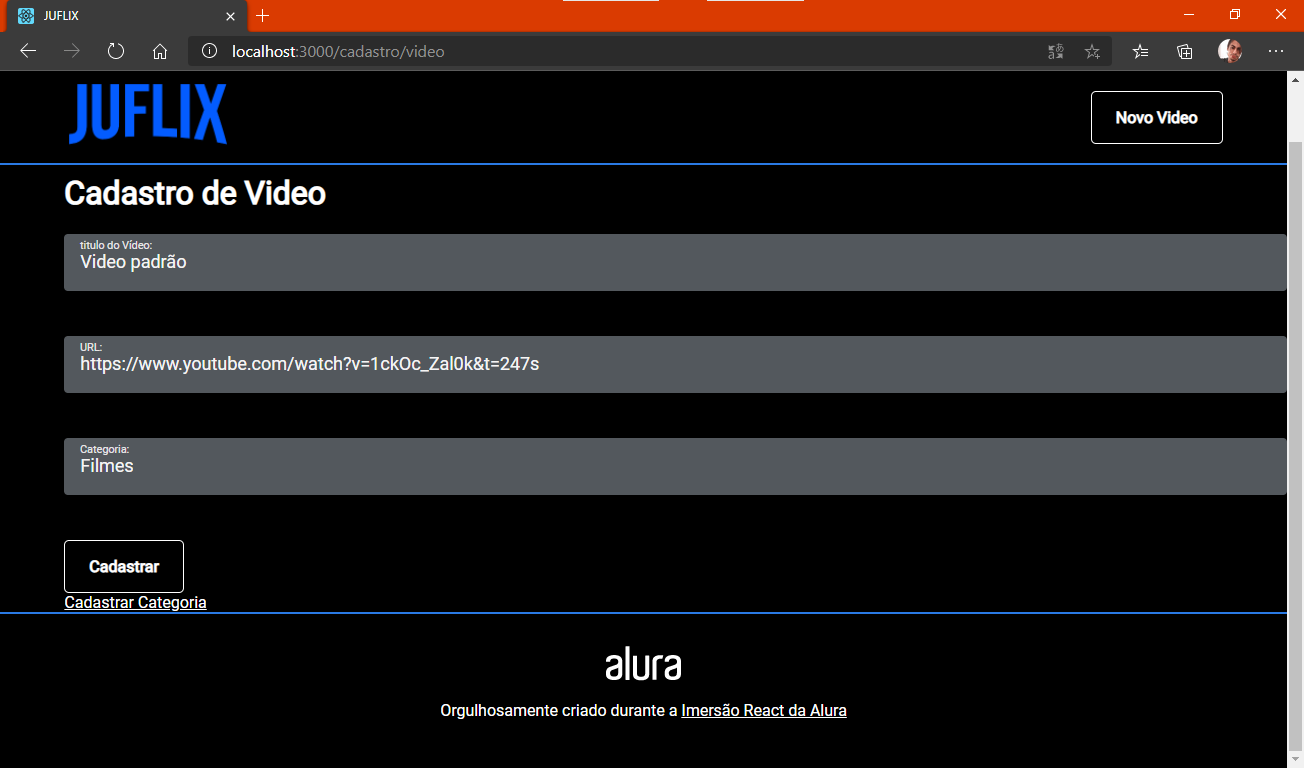 JUFLIX
localhost:3000/cadastro/video
JUFLIX
Novo Video
Cadastro de Video
titulo do Vídeo:
Video padrão
URL:
https://www.youtube.com/watch?v=1ckOc_Zal0k&t=247s
Categoria:
Filmes
Cadastrar
Cadastrar Categoria
alura
Orgulhosamente criado durante a Imersão React da Alura